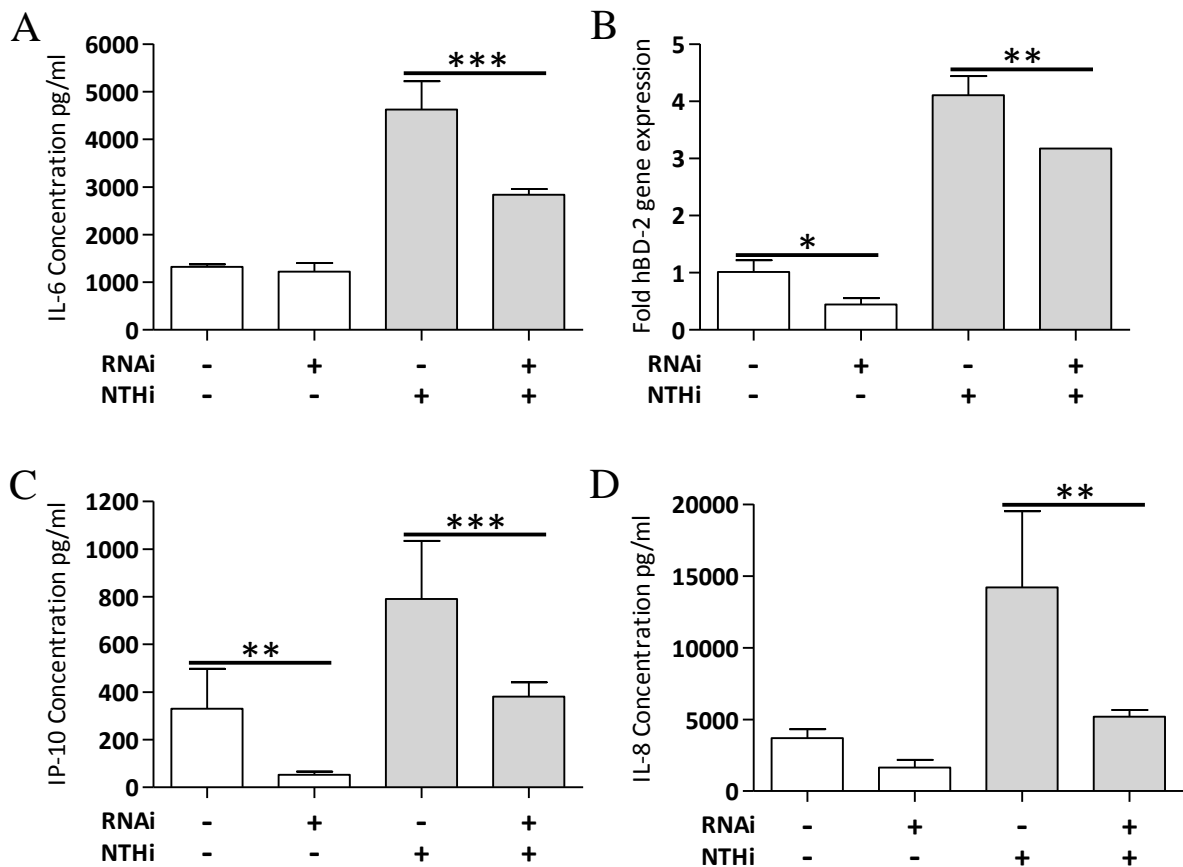 A
IL-6 Concentration pg/ml
6000
5000
4000
3000
2000
1000
0
***
RNAi - + - +
NTHi - - + +
B
Fold hBD-2 gene expression
5
4
3
2
1
0
*
**
RNAi - + - +
NTHi - - + +
C
IP-10 Concentration pg/ml
1200
1000
800
600
400
200
0
**
***
RNAi - + - +
NTHi - - + +
D
IL-8 Concentration pg/ml
20000
15000
10000
5000
0
**
RNAi - + - +
NTHi - - + +